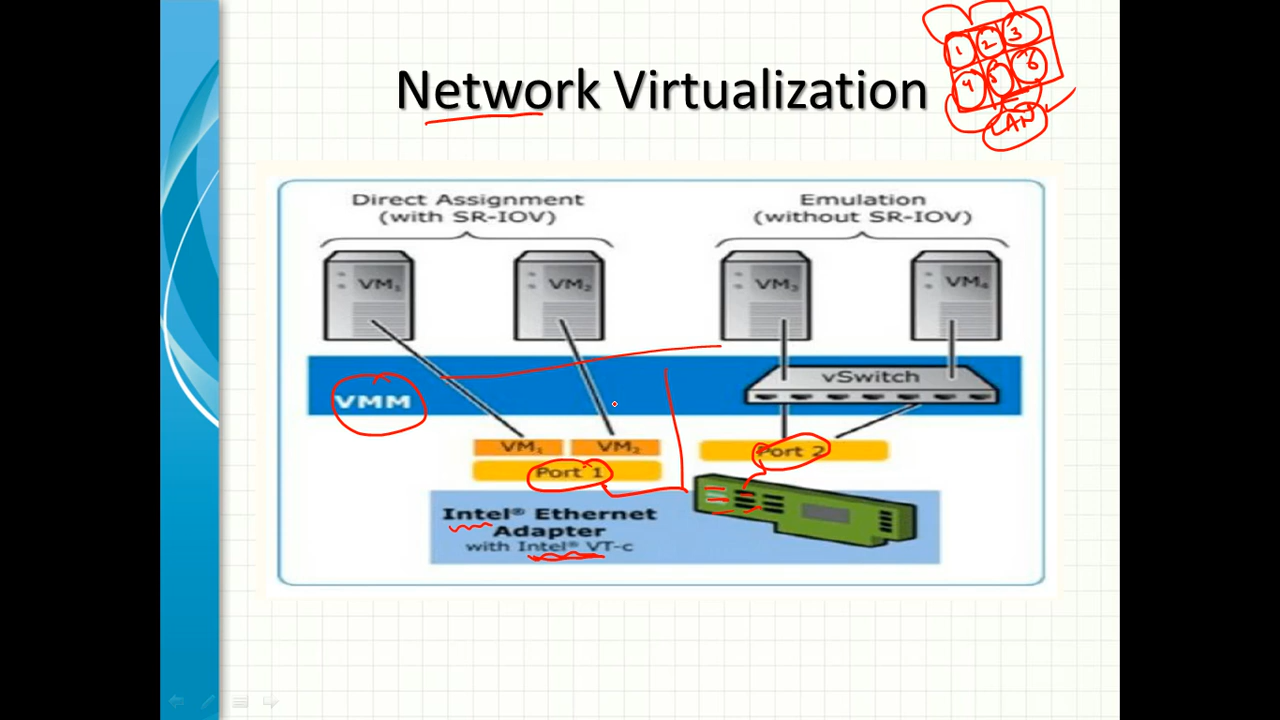 Network Virtualization
1 2 3
4 5 6
LAN
Direct Assignment
(with SR-IOV)
Emulation
(without SR-IOV)
VM1
VM2
VM3
VM4
vSwitch
VMM
VM1
VM2
Port 1
Port 2
Intel® Ethernet
Adapter
with Intel® VT-c